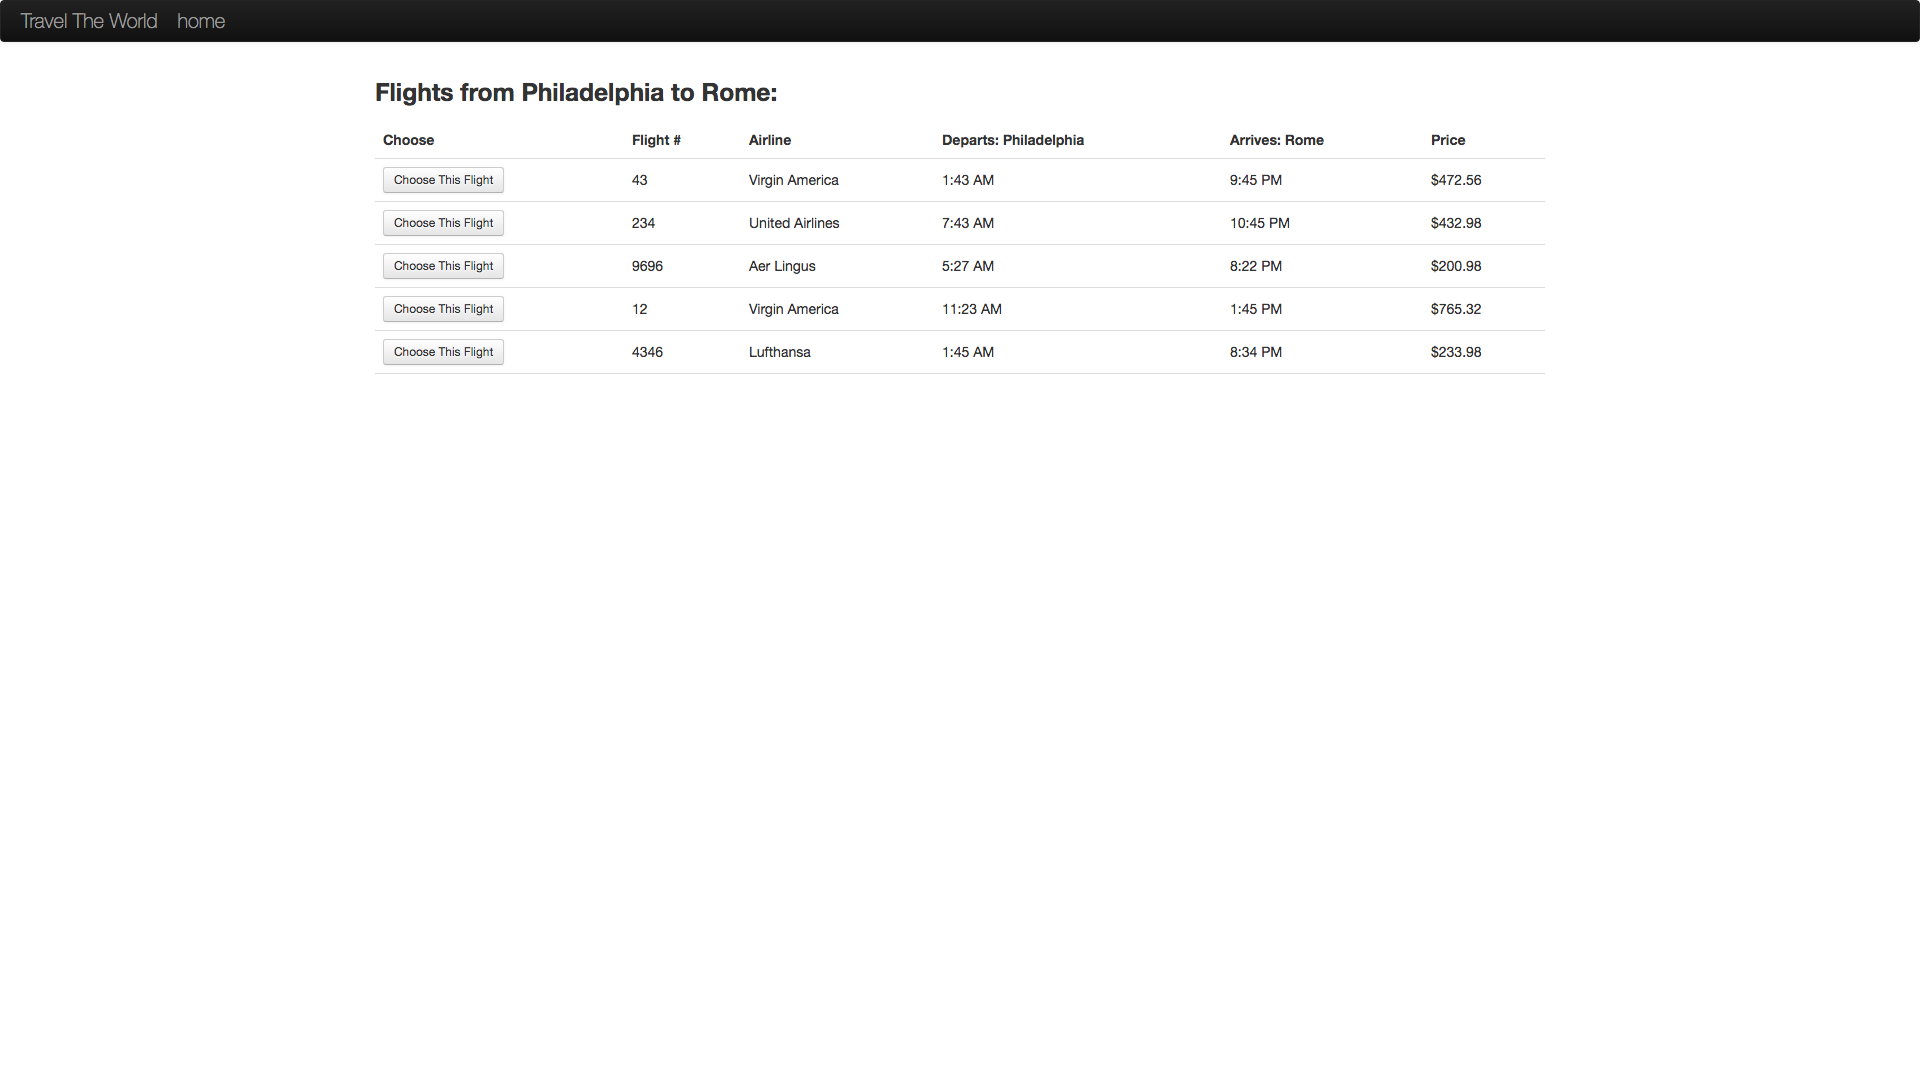 Travel The World home
Flights from Philadelphia to Rome:
Choose Flight # Airline Departs: Philadelphia Arrives: Rome Price
Choose This Flight 43 Virgin America 1:43 AM 9:45 PM $472.56
Choose This Flight 234 United Airlines 7:43 AM 10:45 PM $432.98
Choose This Flight 9696 Aer Lingus 5:27 AM 8:22 PM $200.98
Choose This Flight 12 Virgin America 11:23 AM 1:45 PM $765.32
Choose This Flight 4346 Lufthansa 1:45 AM 8:34 PM $233.98